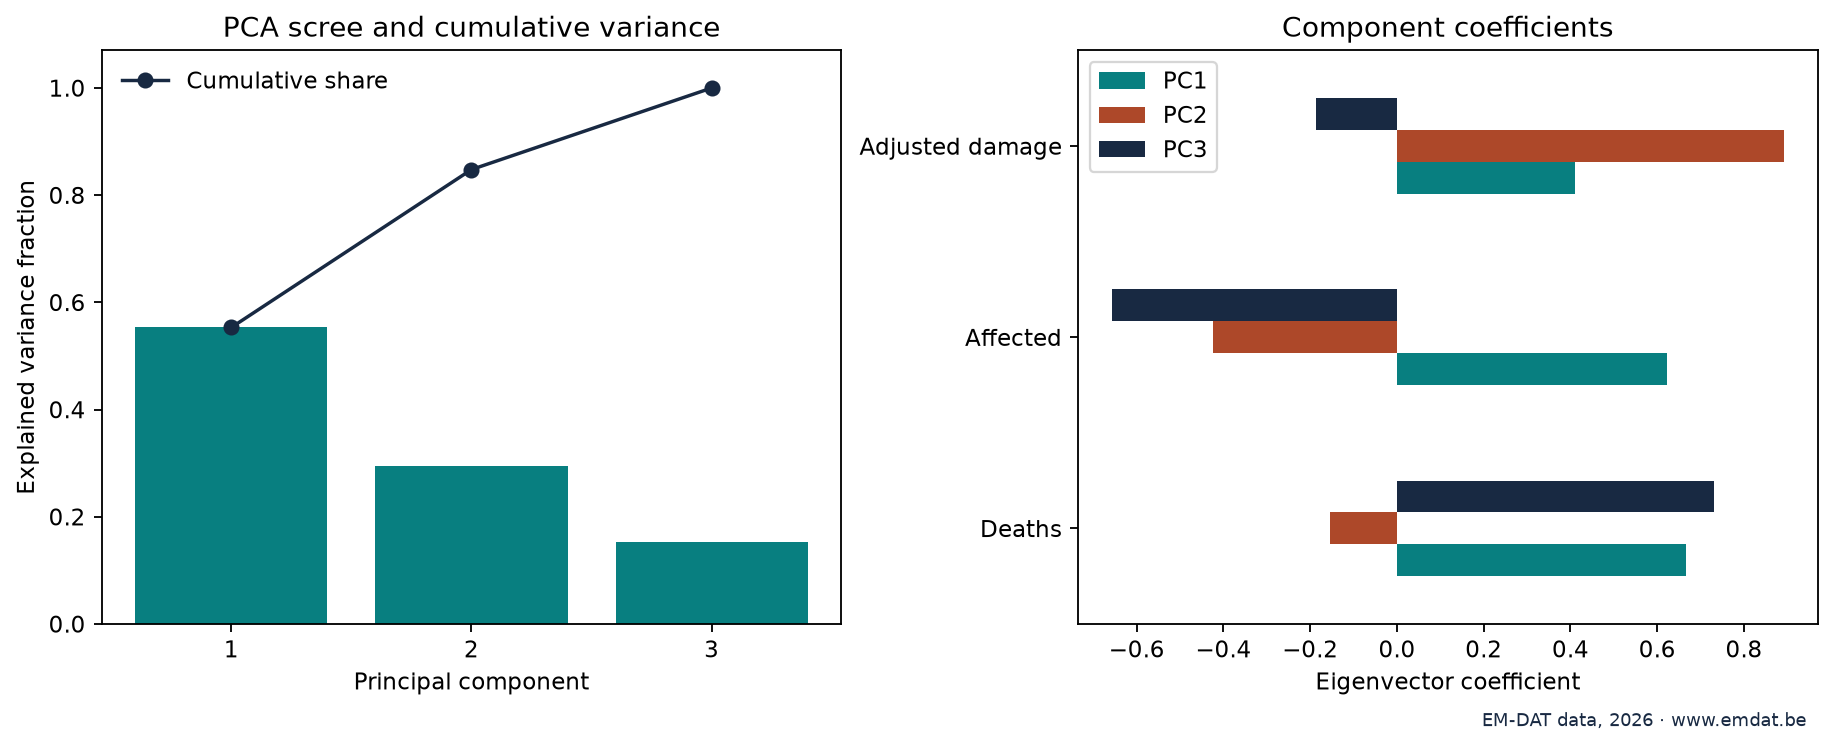 PCA scree and cumulative variance
Cumulative share
Explained variance fraction
1.0
0.8
0.6
0.4
0.2
0.0
1 2 3
Principal component
Component coefficients
PC1
PC2
PC3
Adjusted damage
Affected
Deaths
−0.6 −0.4 −0.2 0.0 0.2 0.4 0.6 0.8
Eigenvector coefficient
EM-DAT data, 2026 · www.emdat.be